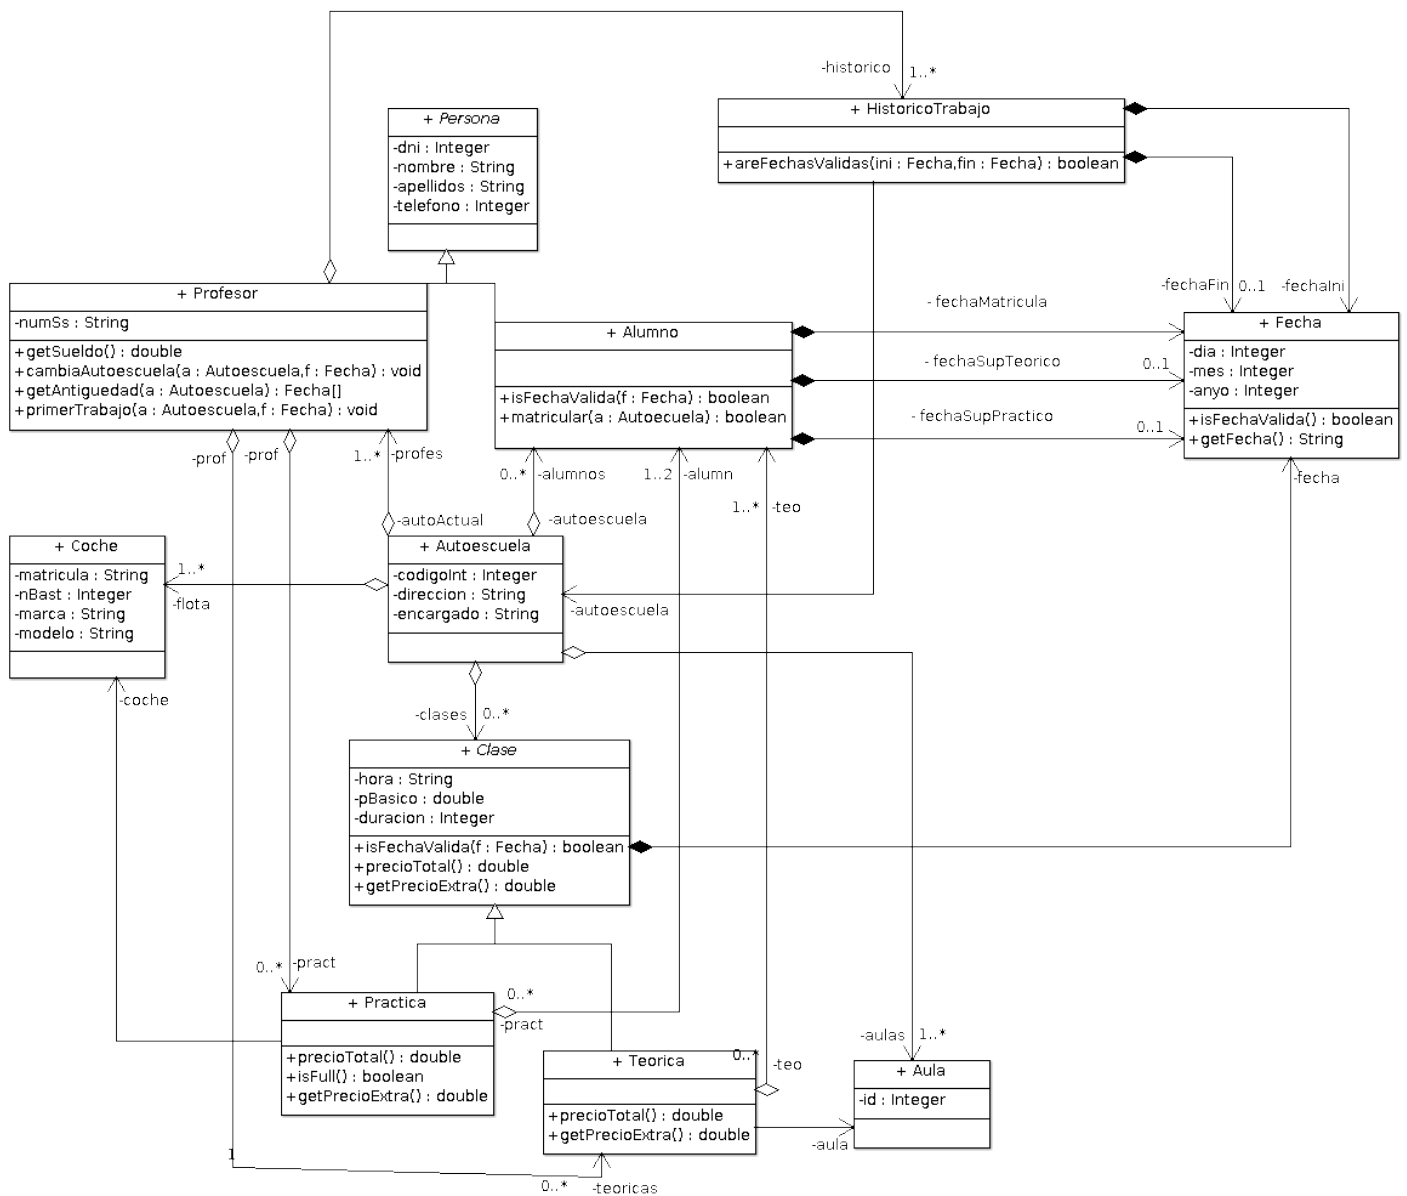 -historico
1..*
+ HistoricoTrabajo
+areFechasValidas(ini : Fecha,fin : Fecha) : boolean
+ Persona
-dni : Integer
-nombre : String
-apellidos : String
-telefono : Integer
+ Profesor
-numSs : String
+getSueldo() : double
+cambiaAutoescuela(a : Autoescuela,f : Fecha) : void
+getAntiguedad(a : Autoescuela) : Fecha[]
+primerTrabajo(a : Autoescuela,f : Fecha) : void
+ Alumno
+isFechaValida(f : Fecha) : boolean
+matricular(a : Autoecuela) : boolean
- fechaMatricula
- fechaSupTeorico
0..1
- fechaSupPractico
0..1
-fechaFin
0..1
-fechaIni
+ Fecha
-dia : Integer
-mes : Integer
-anyo : Integer
+isFechaValida() : boolean
+getFecha() : String
-fecha
-prof
-prof
1..*
-profes
0..*
-alumnos
1..2
-alumn
1..*
-teo
-autoActual
-autoescuela
+ Coche
-matricula : String
-nBast : Integer
-marca : String
-modelo : String
1..*
-flota
+ Autoescuela
-codigoInt : Integer
-direccion : String
-encargado : String
-autoescuela
-coche
-clases
0..*
+ Clase
-hora : String
-pBasico : double
-duracion : Integer
+isFechaValida(f : Fecha) : boolean
+precioTotal() : double
+getPrecioExtra() : double
0..*
-pract
+ Practica
+precioTotal() : double
+isFull() : boolean
+getPrecioExtra() : double
0..*
-pract
+ Teorica
+precioTotal() : double
+getPrecioExtra() : double
0..*
-teo
-aulas
1..*
+ Aula
-id : Integer
-aula
1
0..*
-teoricas